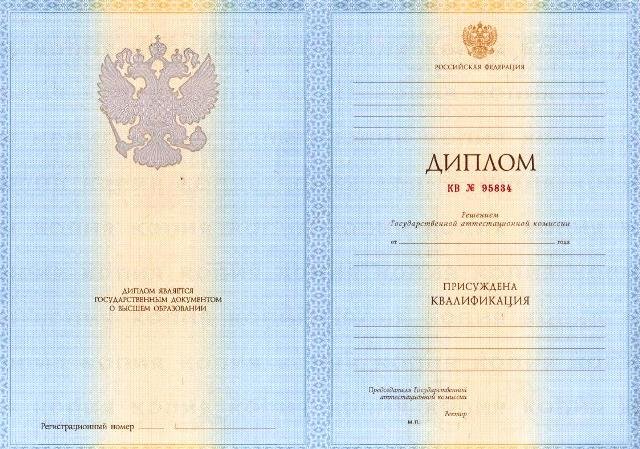 ДИПЛОМ ЯВЛЯЕТСЯ
ГОСУДАРСТВЕННЫМ ДОКУМЕНТОМ
О ВЫСШЕМ ОБРАЗОВАНИИ
Регистрационный номер
РОССИЙСКАЯ ФЕДЕРАЦИЯ
ДИПЛОМ
КВ № 95834
Решением
Государственной аттестационной комиссии
от года
ПРИСУЖДЕНА
КВАЛИФИКАЦИЯ
Председатель Государственной
аттестационной комиссии
Ректор
М.П.